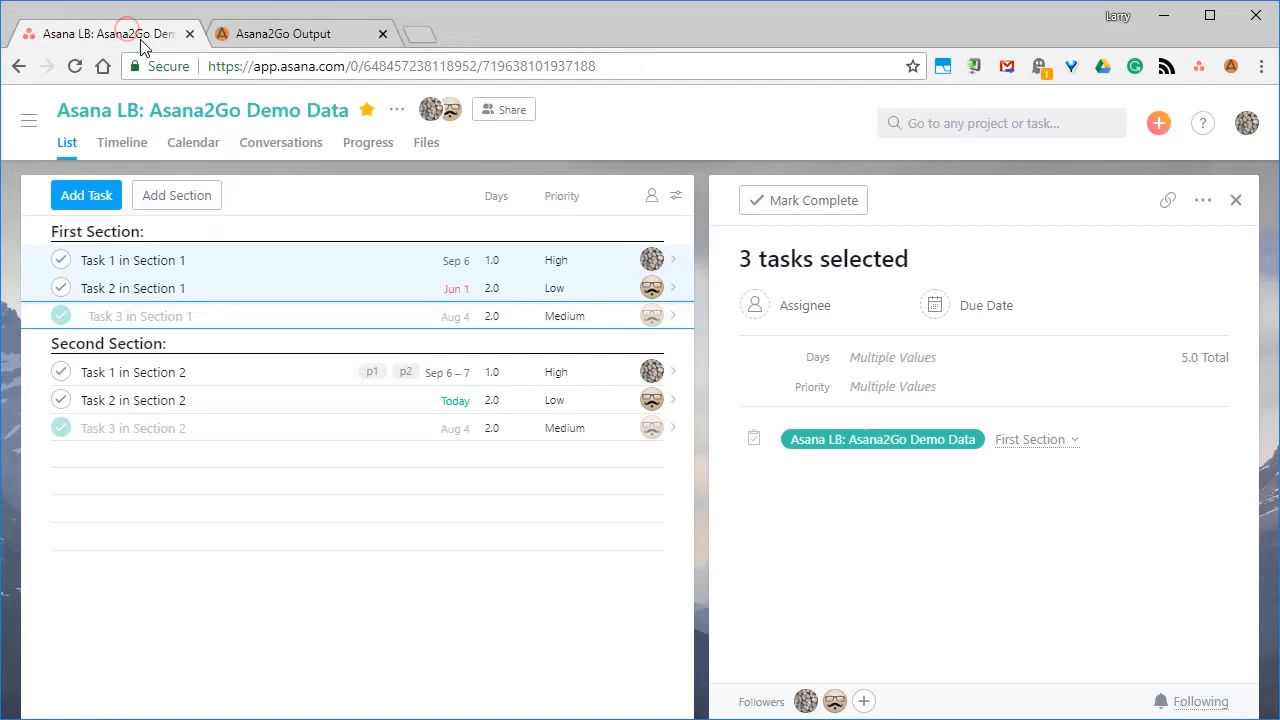 Larry
Asana LB: Asana2Go Dem
Asana2Go Output
Secure
https://app.asana.com/0/648457238118952/719638101937188
1
Asana LB: Asana2Go Demo Data
Share
Go to any project or task...
?
List Timeline Calendar Conversations Progress Files
Add Task Add Section Days Priority
First Section:
Task 1 in Section 1 Sep 6 1.0 High
Task 2 in Section 1 Jun 1 2.0 Low
Task 3 in Section 1 Aug 4 2.0 Medium
Second Section:
Task 1 in Section 2 p1 p2 Sep 6 – 7 1.0 High
Task 2 in Section 2 Today 2.0 Low
Task 3 in Section 2 Aug 4 2.0 Medium
Mark Complete
3 tasks selected
Assignee Due Date
Days Multiple Values 5.0 Total
Priority Multiple Values
Asana LB: Asana2Go Demo Data First Section
Followers Following